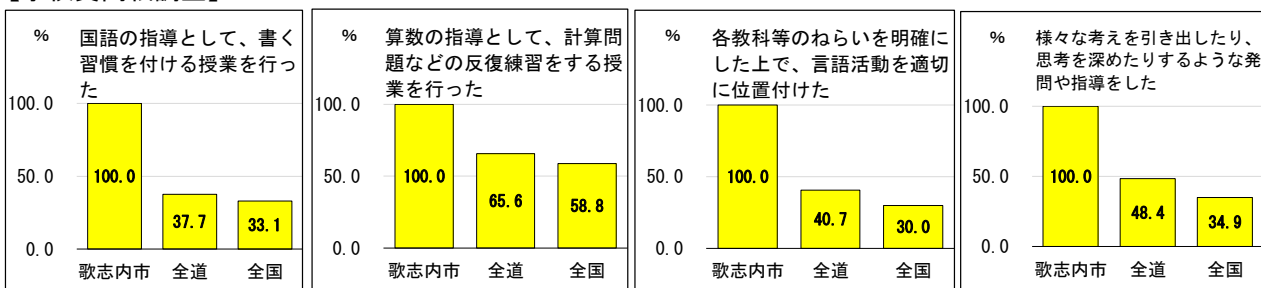 % 国語の指導として、書く
習慣を付ける授業を行っ
た
100.0
50.0
0.0
100.0
37.7
33.1
歌志内市 全道 全国
% 算数の指導として、計算問
題などの反復練習をする授
業を行った
100.0
50.0
0.0
100.0
65.6
58.8
歌志内市 全道 全国
% 各教科等のねらいを明確に
した上で、言語活動を適切
に位置付けた
100.0
50.0
0.0
100.0
40.7
30.0
歌志内市 全道 全国
% 様々な考えを引き出したり、
思考を深めたりするような発
問や指導をした
100.0
50.0
0.0
100.0
48.4
34.9
歌志内市 全道 全国